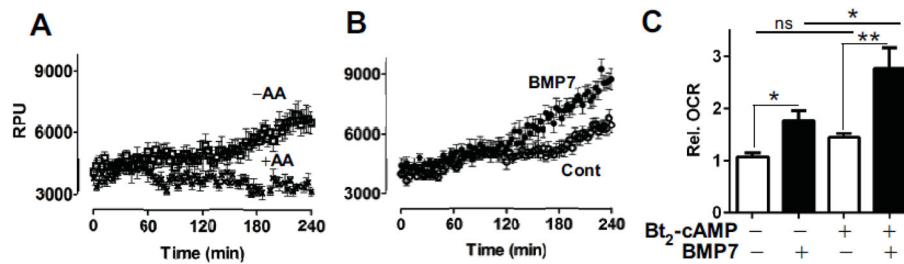 A
RPU
9000
6000
3000
−AA
+AA
0 60 120 180 240
Time (min)
B
9000
6000
3000
BMP7
Cont
0 60 120 180 240
Time (min)
C
Rel. OCR
3
2
1
0
ns *
**
*
Bt2-cAMP − − + +
BMP7 − + − +